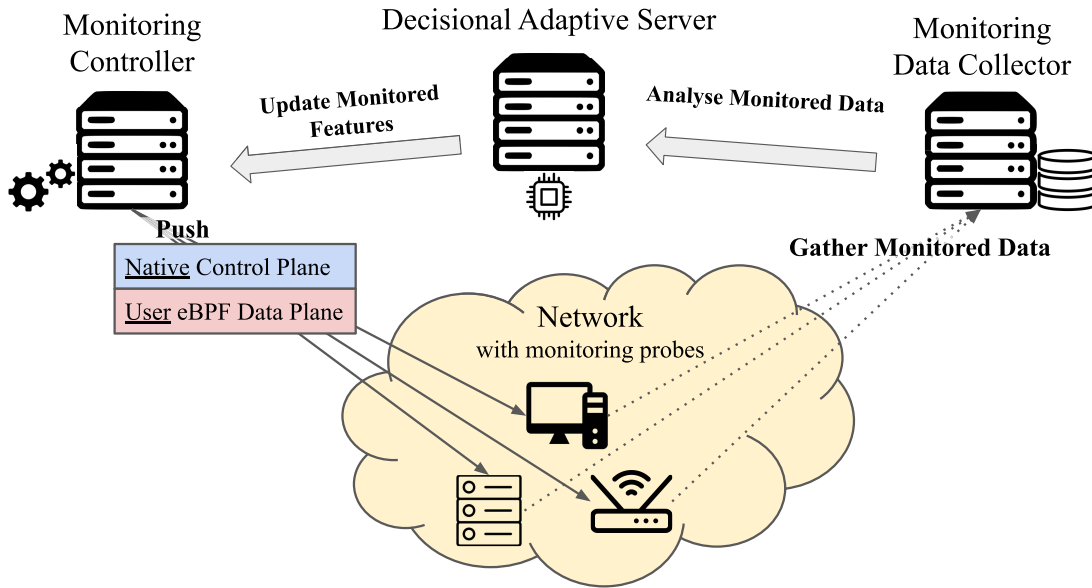 Monitoring
Controller
Decisional Adaptive Server
Monitoring
Data Collector
Update Monitored
Features
Analyse Monitored Data
Push
Native Control Plane
User eBPF Data Plane
Gather Monitored Data
Network
with monitoring probes